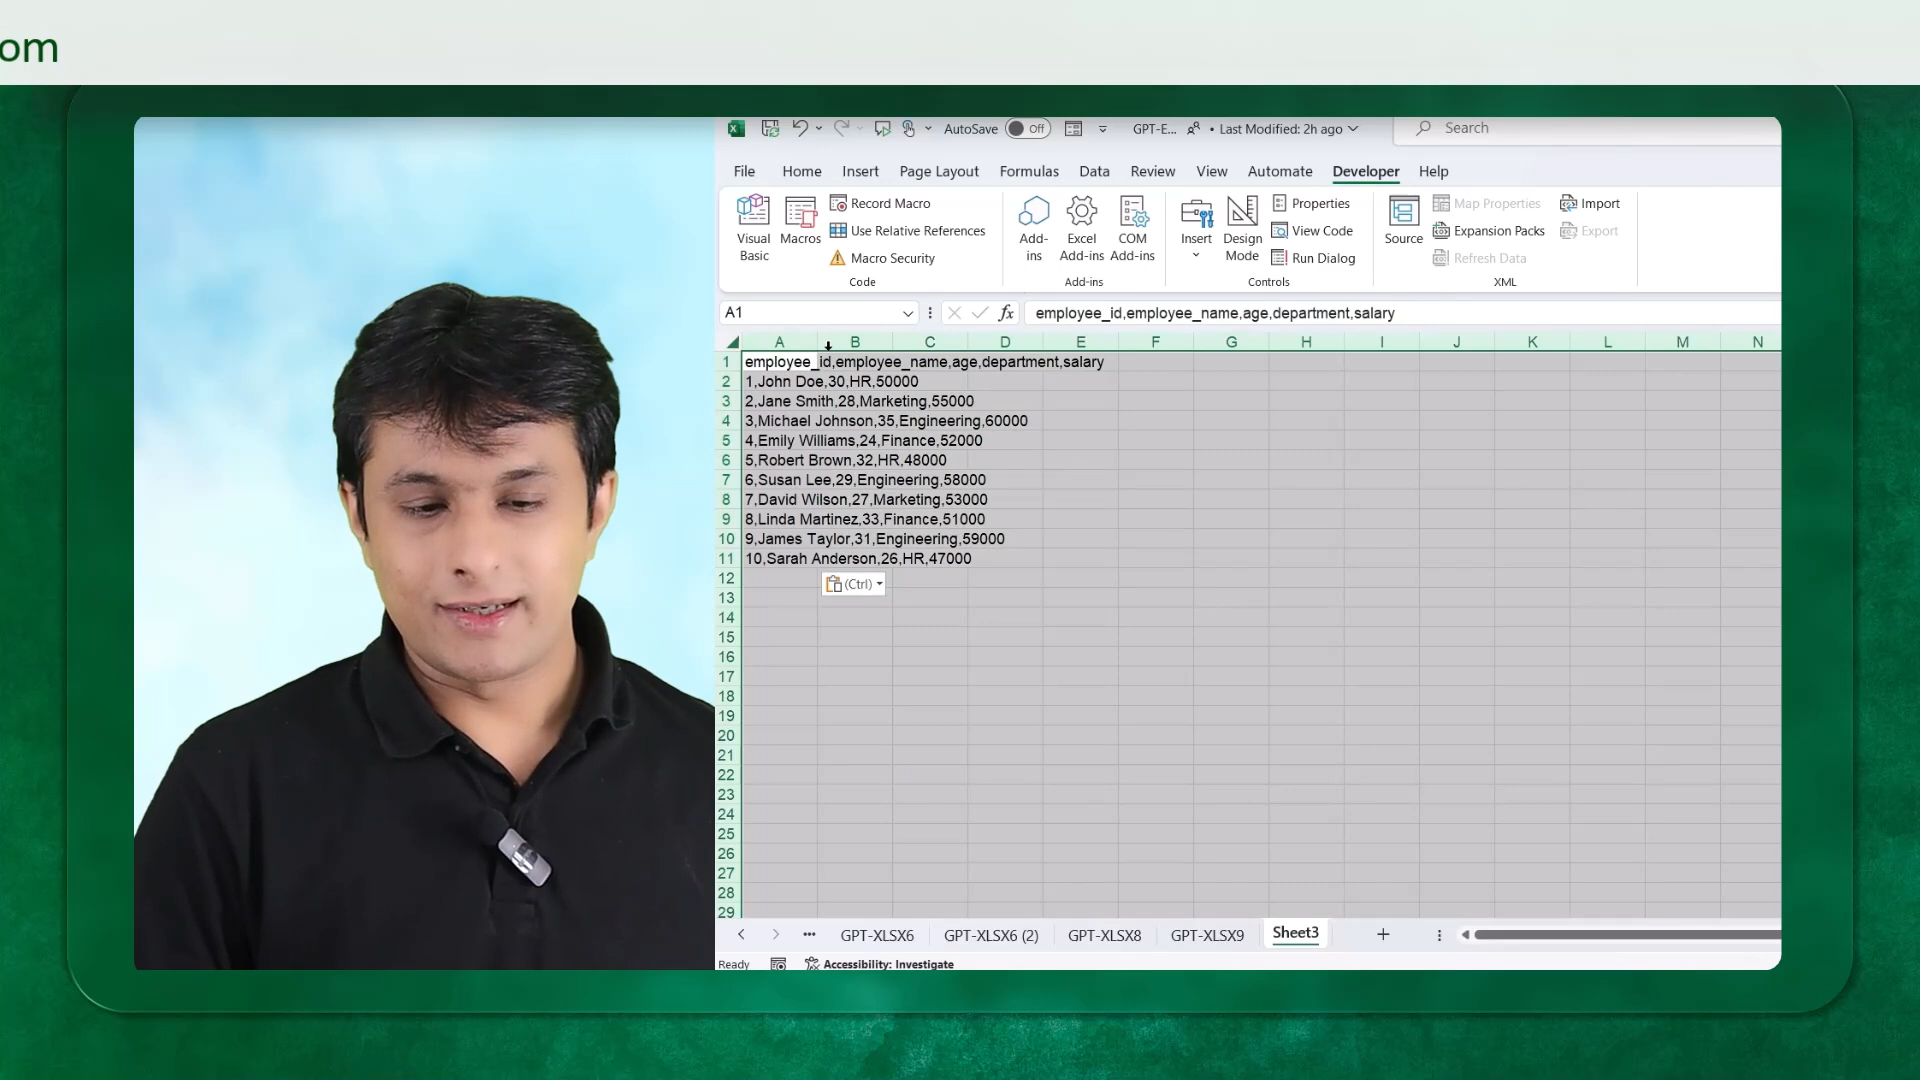 om
AutoSave Off GPT-E... • Last Modified: 2h ago Search
File Home Insert Page Layout Formulas Data Review View Automate Developer Help
Visual Basic
Macros
Record Macro
Use Relative References
Macro Security
Code
Add-ins
Excel Add-ins
COM Add-ins
Add-ins
Insert
Design Mode
Properties
View Code
Run Dialog
Controls
Source
Map Properties
Expansion Packs
Refresh Data
Import
Export
XML
A1 fx employee_id,employee_name,age,department,salary
A B C D E F G H I J K L M N
1 employee_id,employee_name,age,department,salary
2 1,John Doe,30,HR,50000
3 2,Jane Smith,28,Marketing,55000
4 3,Michael Johnson,35,Engineering,60000
5 4,Emily Williams,24,Finance,52000
6 5,Robert Brown,32,HR,48000
7 6,Susan Lee,29,Engineering,58000
8 7,David Wilson,27,Marketing,53000
9 8,Linda Martinez,33,Finance,51000
10 9,James Taylor,31,Engineering,59000
11 10,Sarah Anderson,26,HR,47000
12 (Ctrl)
13
14
15
16
17
18
19
20
21
22
23
24
25
26
27
28
29
... GPT-XLSX6 GPT-XLSX6 (2) GPT-XLSX8 GPT-XLSX9 Sheet3 +
Ready Accessibility: Investigate